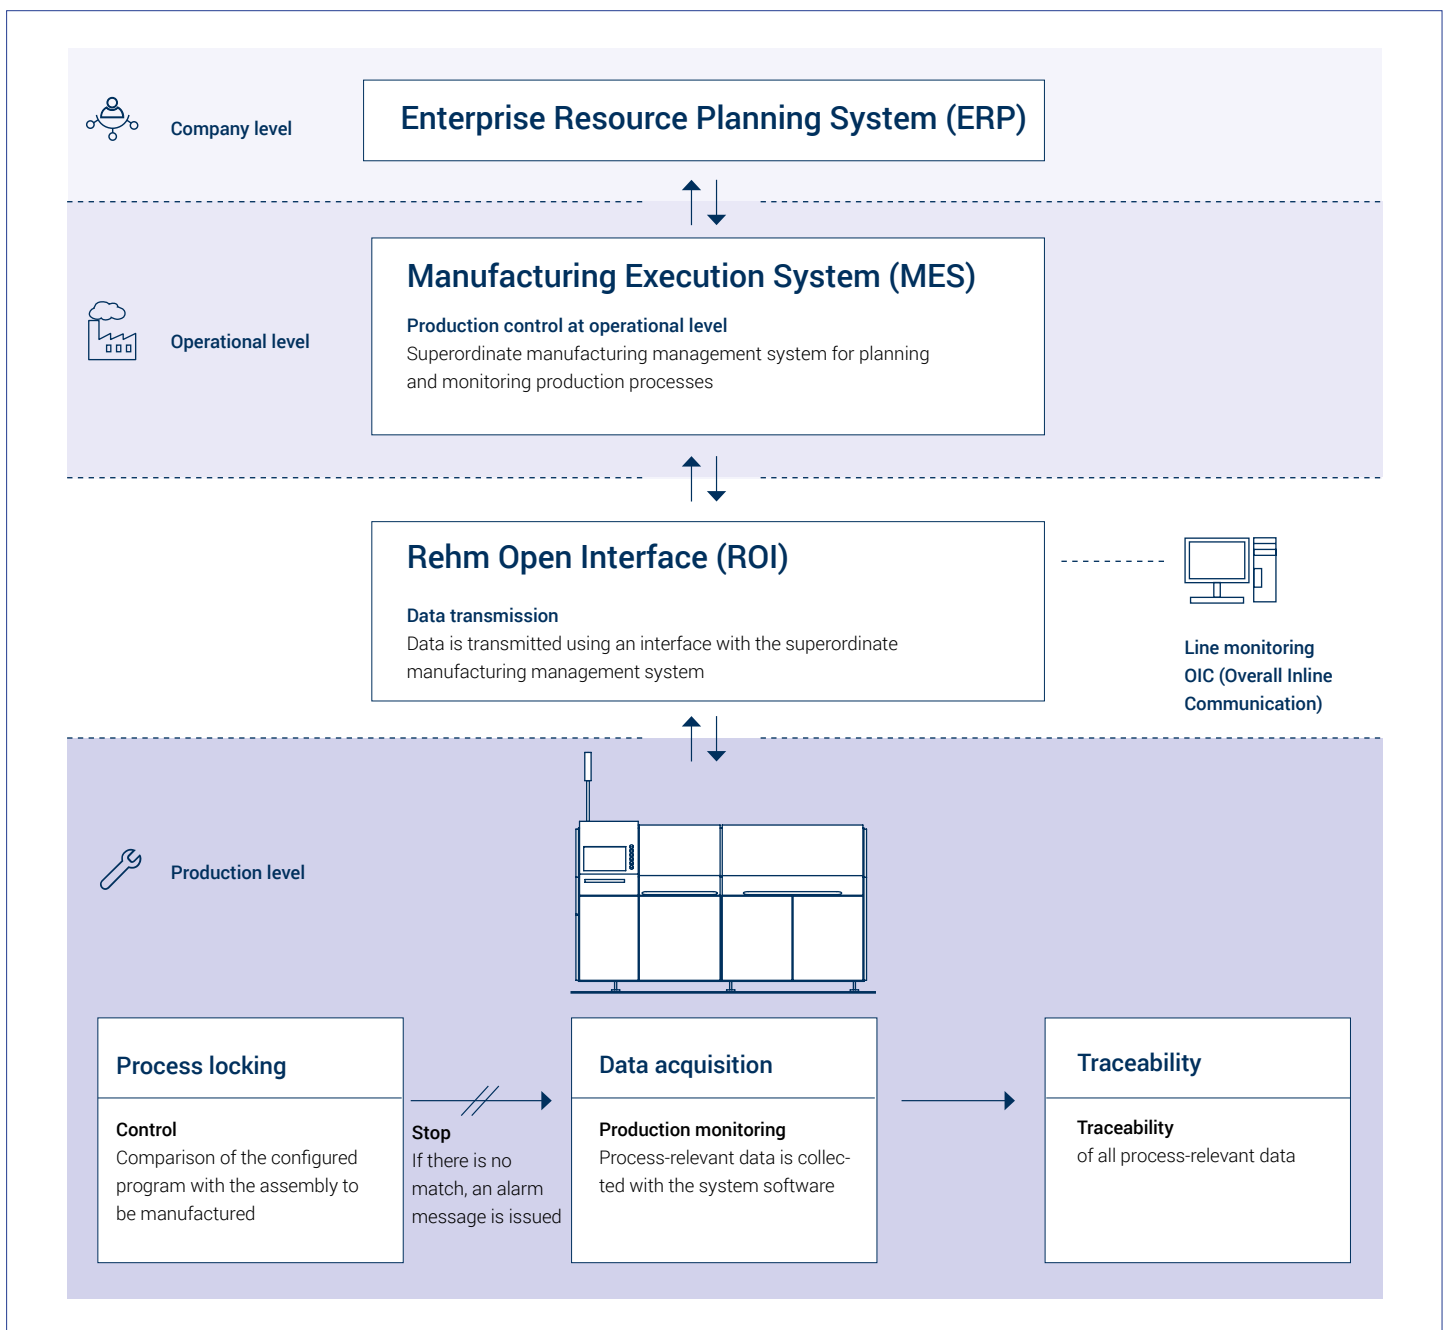 Company level
Enterprise Resource Planning System (ERP)
Operational level
Manufacturing Execution System (MES)
Production control at operational level
Superordinate manufacturing management system for planning
and monitoring production processes
Rehm Open Interface (ROI)
Data transmission
Data is transmitted using an interface with the superordinate
manufacturing management system
Line monitoring
OIC (Overall Inline
Communication)
Production level
Process locking
Control
Comparison of the configured
program with the assembly to
be manufactured
Stop
If there is no
match, an alarm
message is issued
Data acquisition
Production monitoring
Process-relevant data is collec-
ted with the system software
Traceability
Traceability
of all process-relevant data